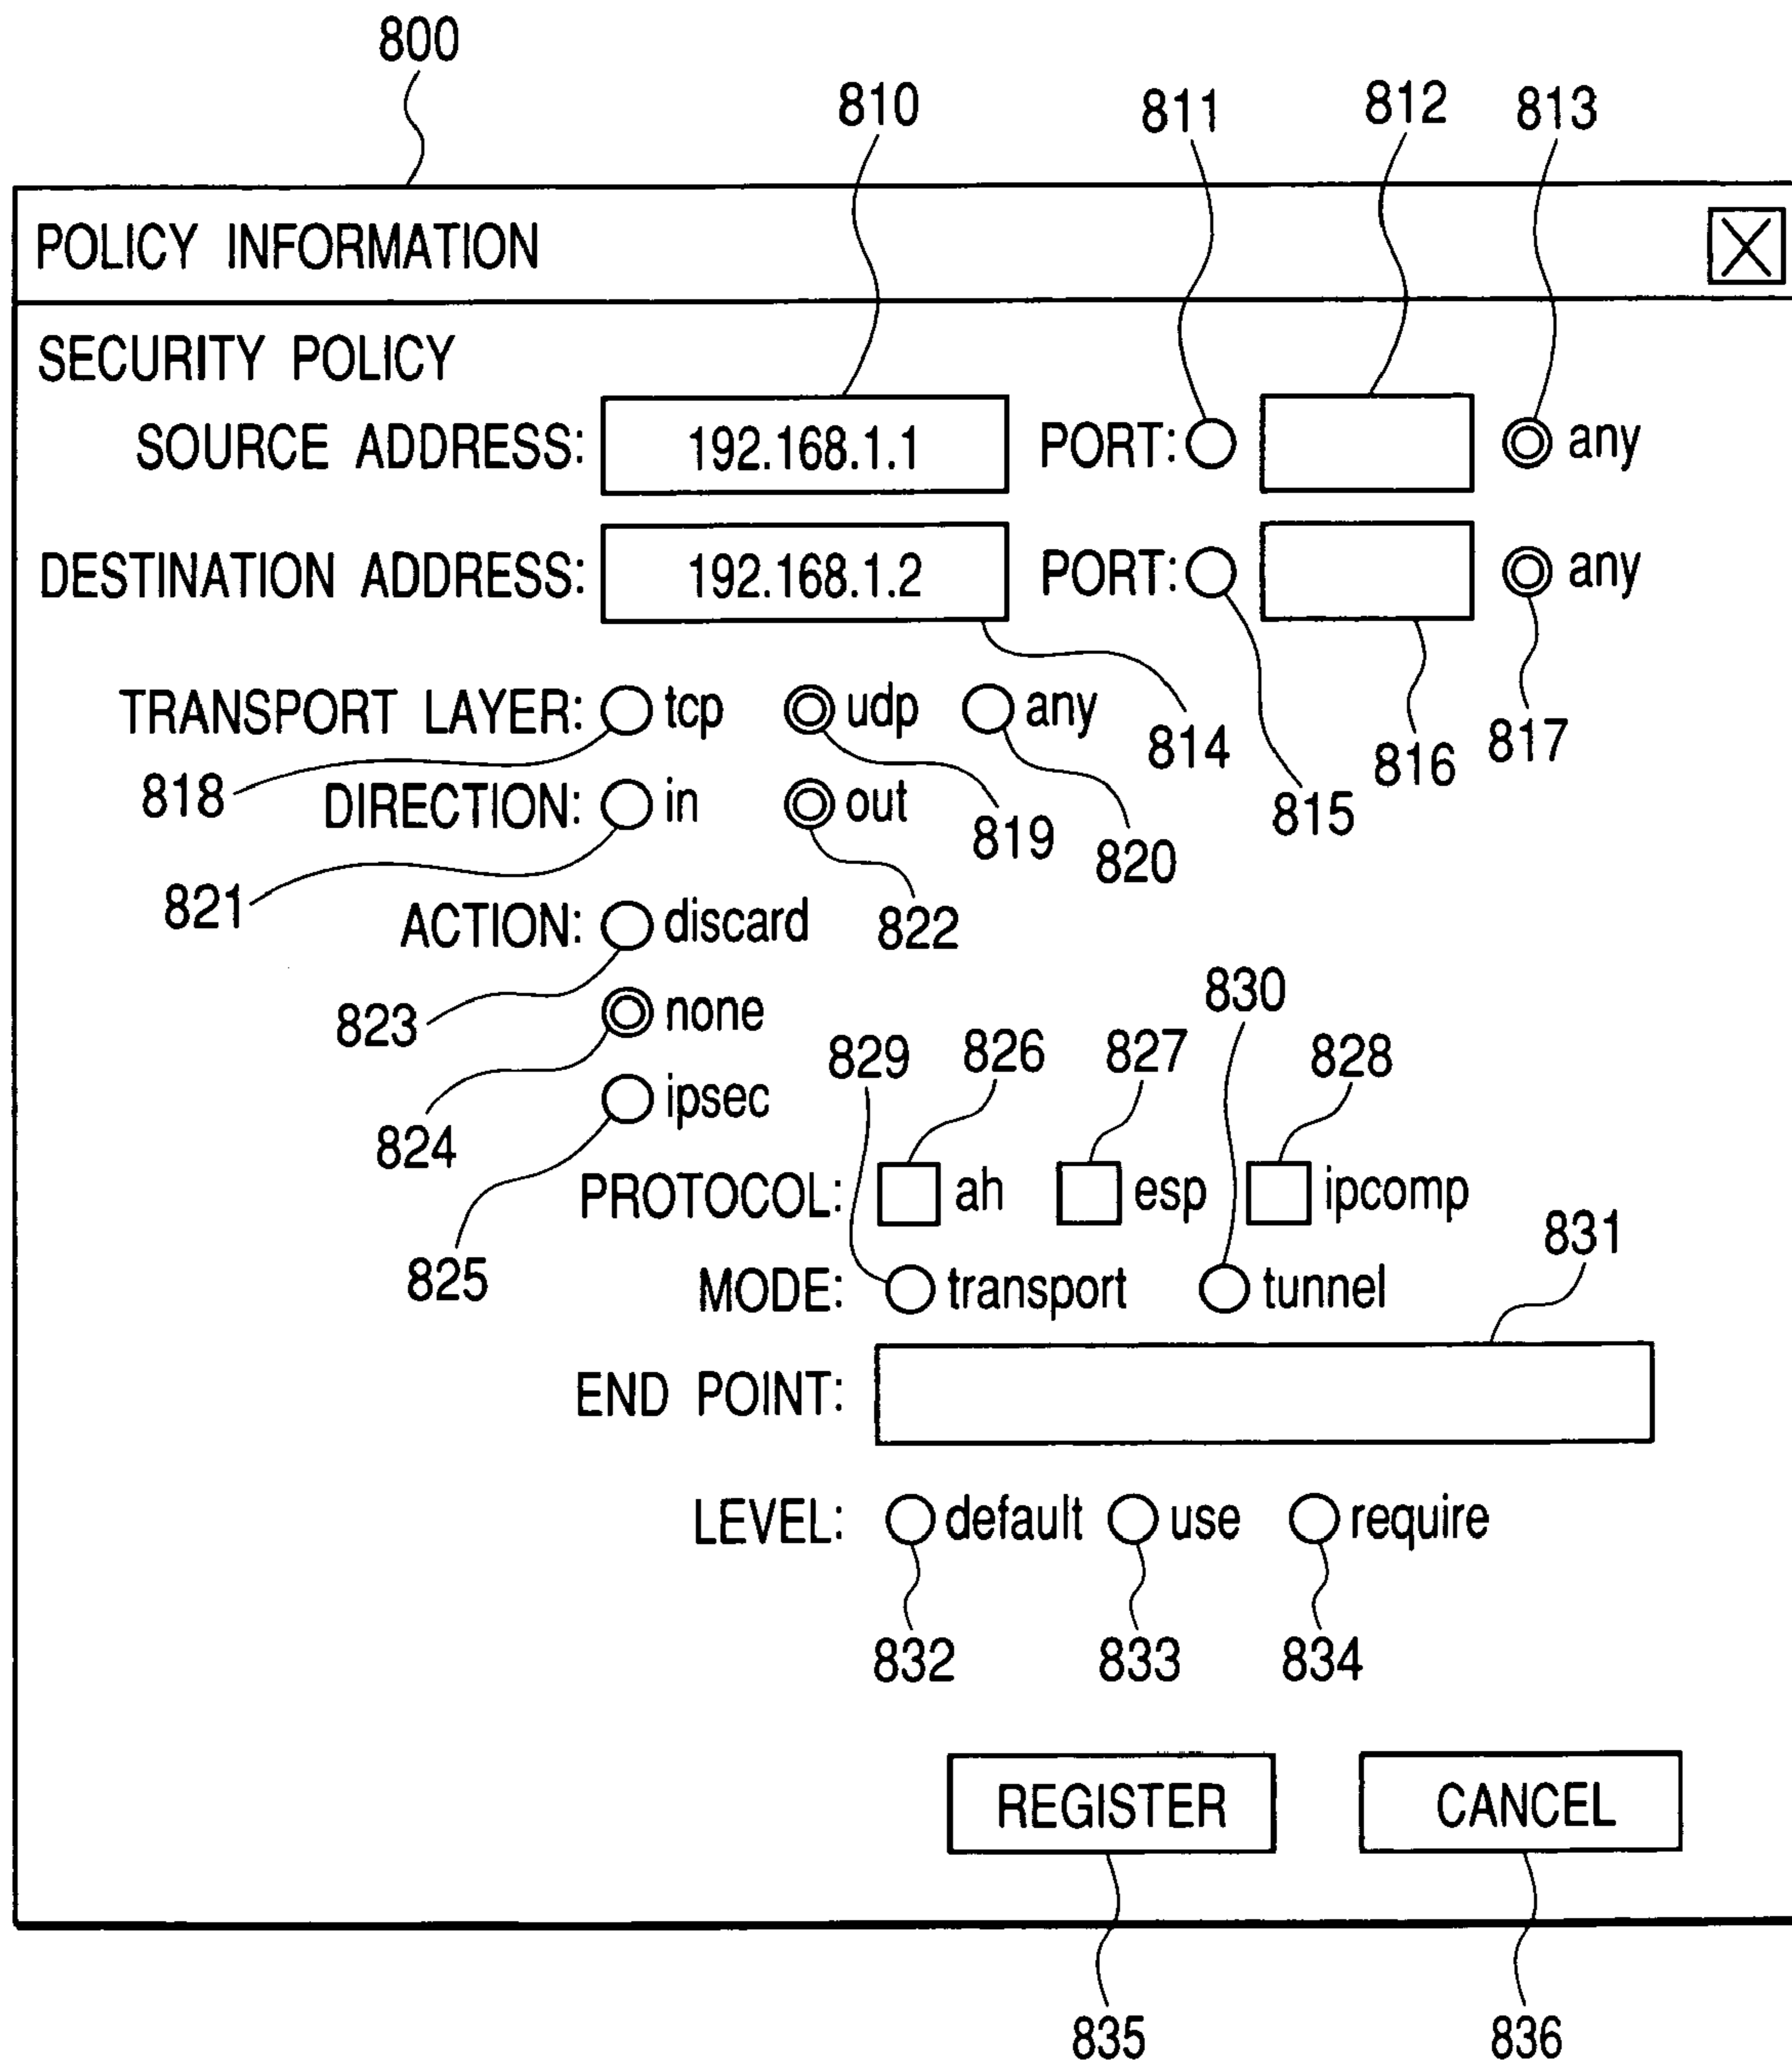 800
810 811 812 813
POLICY INFORMATION
SECURITY POLICY
SOURCE ADDRESS: 192.168.1.1 PORT: any
DESTINATION ADDRESS: 192.168.1.2 PORT: any
TRANSPORT LAYER: tcp udp any
814 816 817
818 DIRECTION: in out
819 820 815
821 822
ACTION: discard
823 none
830
829 826 827 828
ipsec
824
PROTOCOL: ah esp ipcomp
831
825
MODE: transport tunnel
END POINT:
LEVEL: default use require
832 833 834
REGISTER CANCEL
835 836